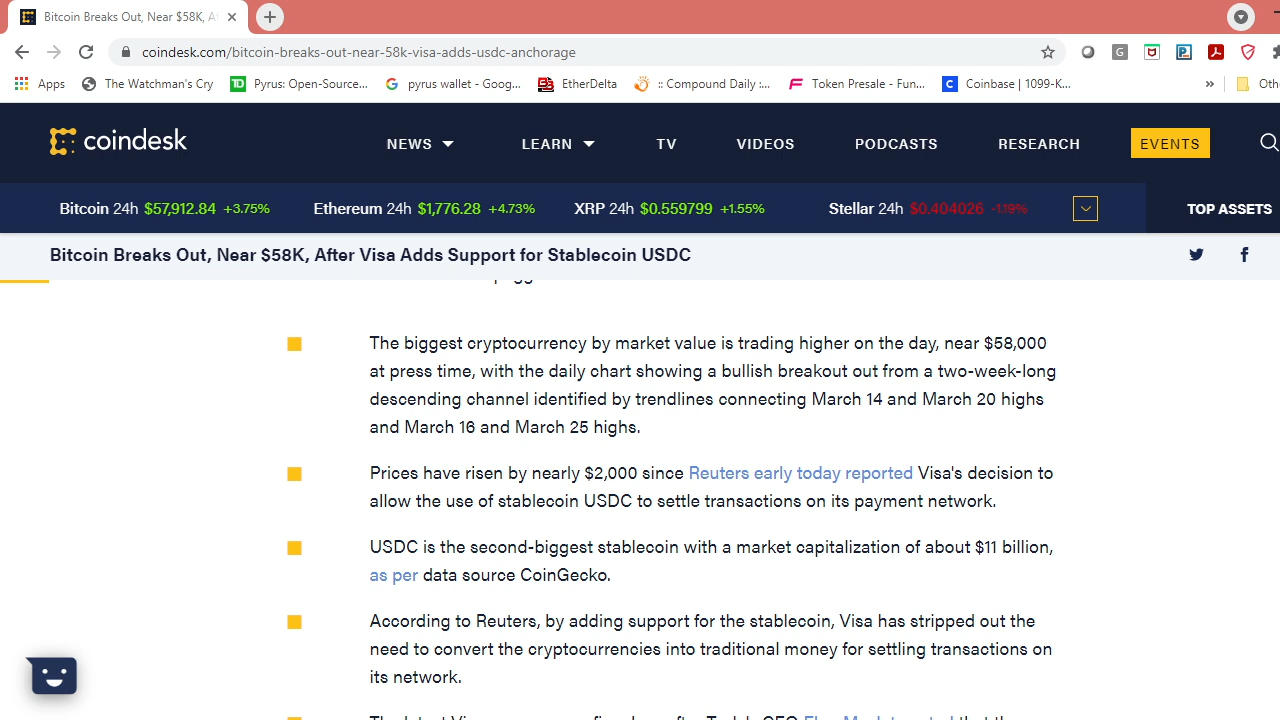 Bitcoin Breaks Out, Near $58K, A
coindesk.com/bitcoin-breaks-out-near-58k-visa-adds-usdc-anchorage
Apps The Watchman's Cry Pyrus: Open-Source... pyrus wallet - Goog... EtherDelta :: Compound Daily :... Token Presale - Fun... Coinbase | 1099-K... » Oth
coindesk NEWS LEARN TV VIDEOS PODCASTS RESEARCH EVENTS
Bitcoin 24h $57,912.84 +3.75% Ethereum 24h $1,776.28 +4.73% XRP 24h $0.559799 +1.55% Stellar 24h $0.404026 -1.19% TOP ASSETS
Bitcoin Breaks Out, Near $58K, After Visa Adds Support for Stablecoin USDC
The biggest cryptocurrency by market value is trading higher on the day, near $58,000
at press time, with the daily chart showing a bullish breakout out from a two-week-long
descending channel identified by trendlines connecting March 14 and March 20 highs
and March 16 and March 25 highs.
Prices have risen by nearly $2,000 since Reuters early today reported Visa's decision to
allow the use of stablecoin USDC to settle transactions on its payment network.
USDC is the second-biggest stablecoin with a market capitalization of about $11 billion,
as per data source CoinGecko.
According to Reuters, by adding support for the stablecoin, Visa has stripped out the
need to convert the cryptocurrencies into traditional money for settling transactions on
its network.